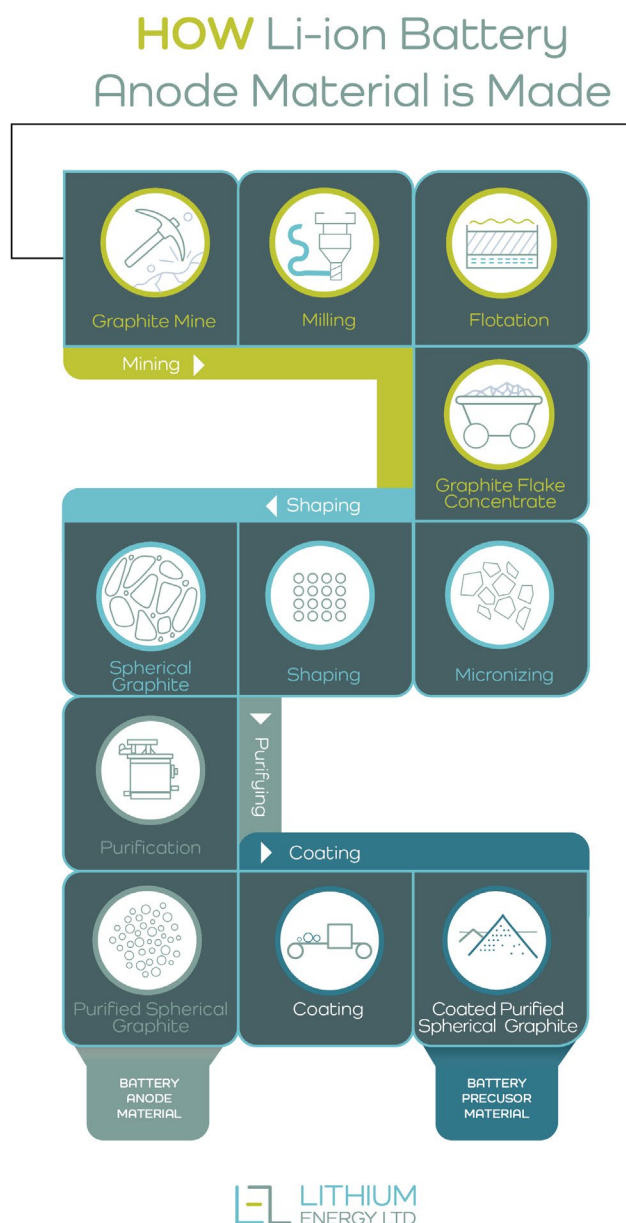 HOW Li-ion Battery
Anode Material is Made
Graphite Mine
Milling
Flotation
Mining
Graphite Flake
Concentrate
Shaping
Spherical
Graphite
Shaping
Micronizing
Purifying
Purification
Coating
Purified Spherical
Graphite
Coating
Coated Purified
Spherical Graphite
BATTERY
ANODE
MATERIAL
BATTERY
PRECUSOR
MATERIAL
LITHIUM
ENERGY LTD